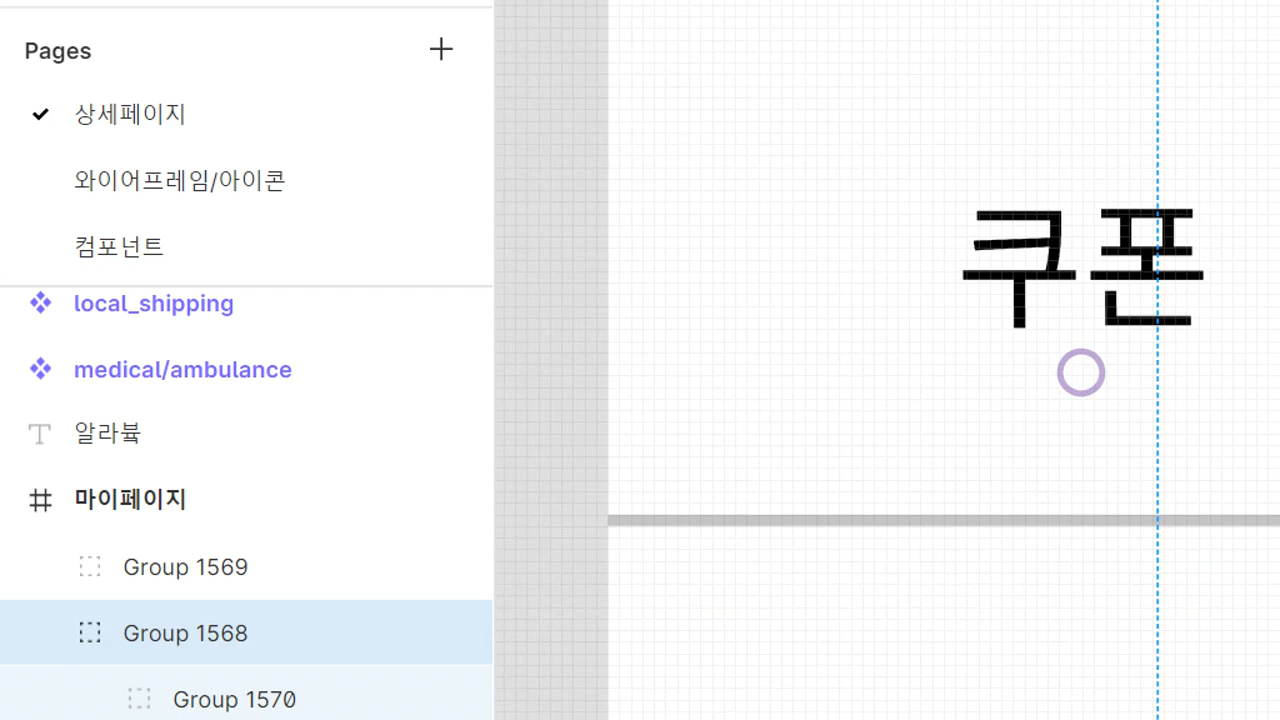 Pages
상세페이지
와이어프레임/아이콘
컴포넌트
local_shipping
medical/ambulance
알라뷰
마이페이지
Group 1569
Group 1568
Group 1570
쿠폰